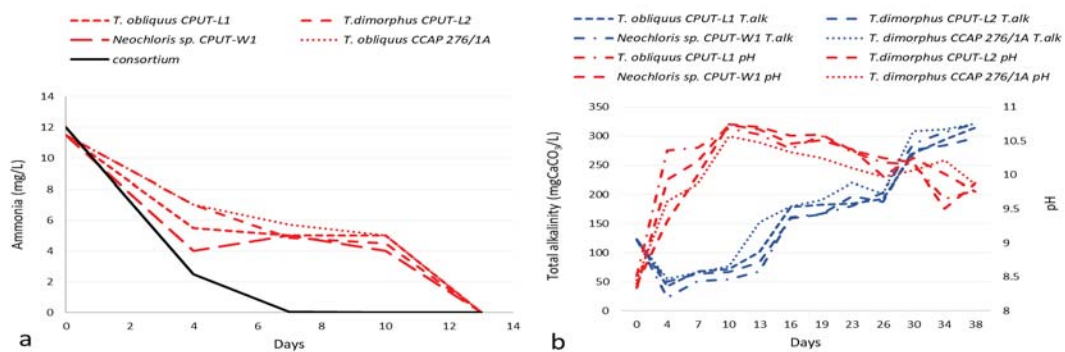 T. obliquus CPUT-L1
T.dimorphus CPUT-L2
Neochloris sp. CPUT-W1
T. obliquus CCAP 276/1A
consortium
Ammonia (mg/L)
14
12
10
8
6
4
2
0
0 2 4 6 8 10 12 14
Days
a
T. obliquus CPUT-L1 T.alk
T.dimorphus CPUT-L2 T.alk
Neochloris sp. CPUT-W1 T.alk
T. dimorphus CCAP 276/1A T.alk
T. obliquus CPUT-L1 pH
T.dimorphus CPUT-L2 pH
Neochloris sp. CPUT-W1 pH
T. dimorphus CCAP 276/1A pH
Total alkalinity (mgCaCO₃/L)
350
300
250
200
150
100
50
0
0 4 7 10 13 16 19 23 26 30 34 38
Days
11
10.5
10
9.5
9
8.5
8
pH
b